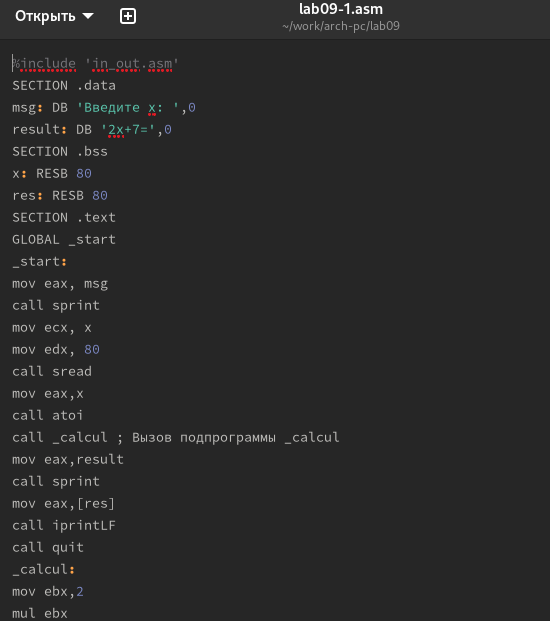 Открыть
lab09-1.asm
~/work/arch-pc/lab09
%include 'in_out.asm'
SECTION .data
msg: DB 'Введите x: ',0
result: DB '2x+7=',0
SECTION .bss
x: RESB 80
res: RESB 80
SECTION .text
GLOBAL _start
_start:
mov eax, msg
call sprint
mov ecx, x
mov edx, 80
call sread
mov eax,x
call atoi
call _calcul ; Вызов подпрограммы _calcul
mov eax,result
call sprint
mov eax,[res]
call iprintLF
call quit
_calcul:
mov ebx,2
mul ebx